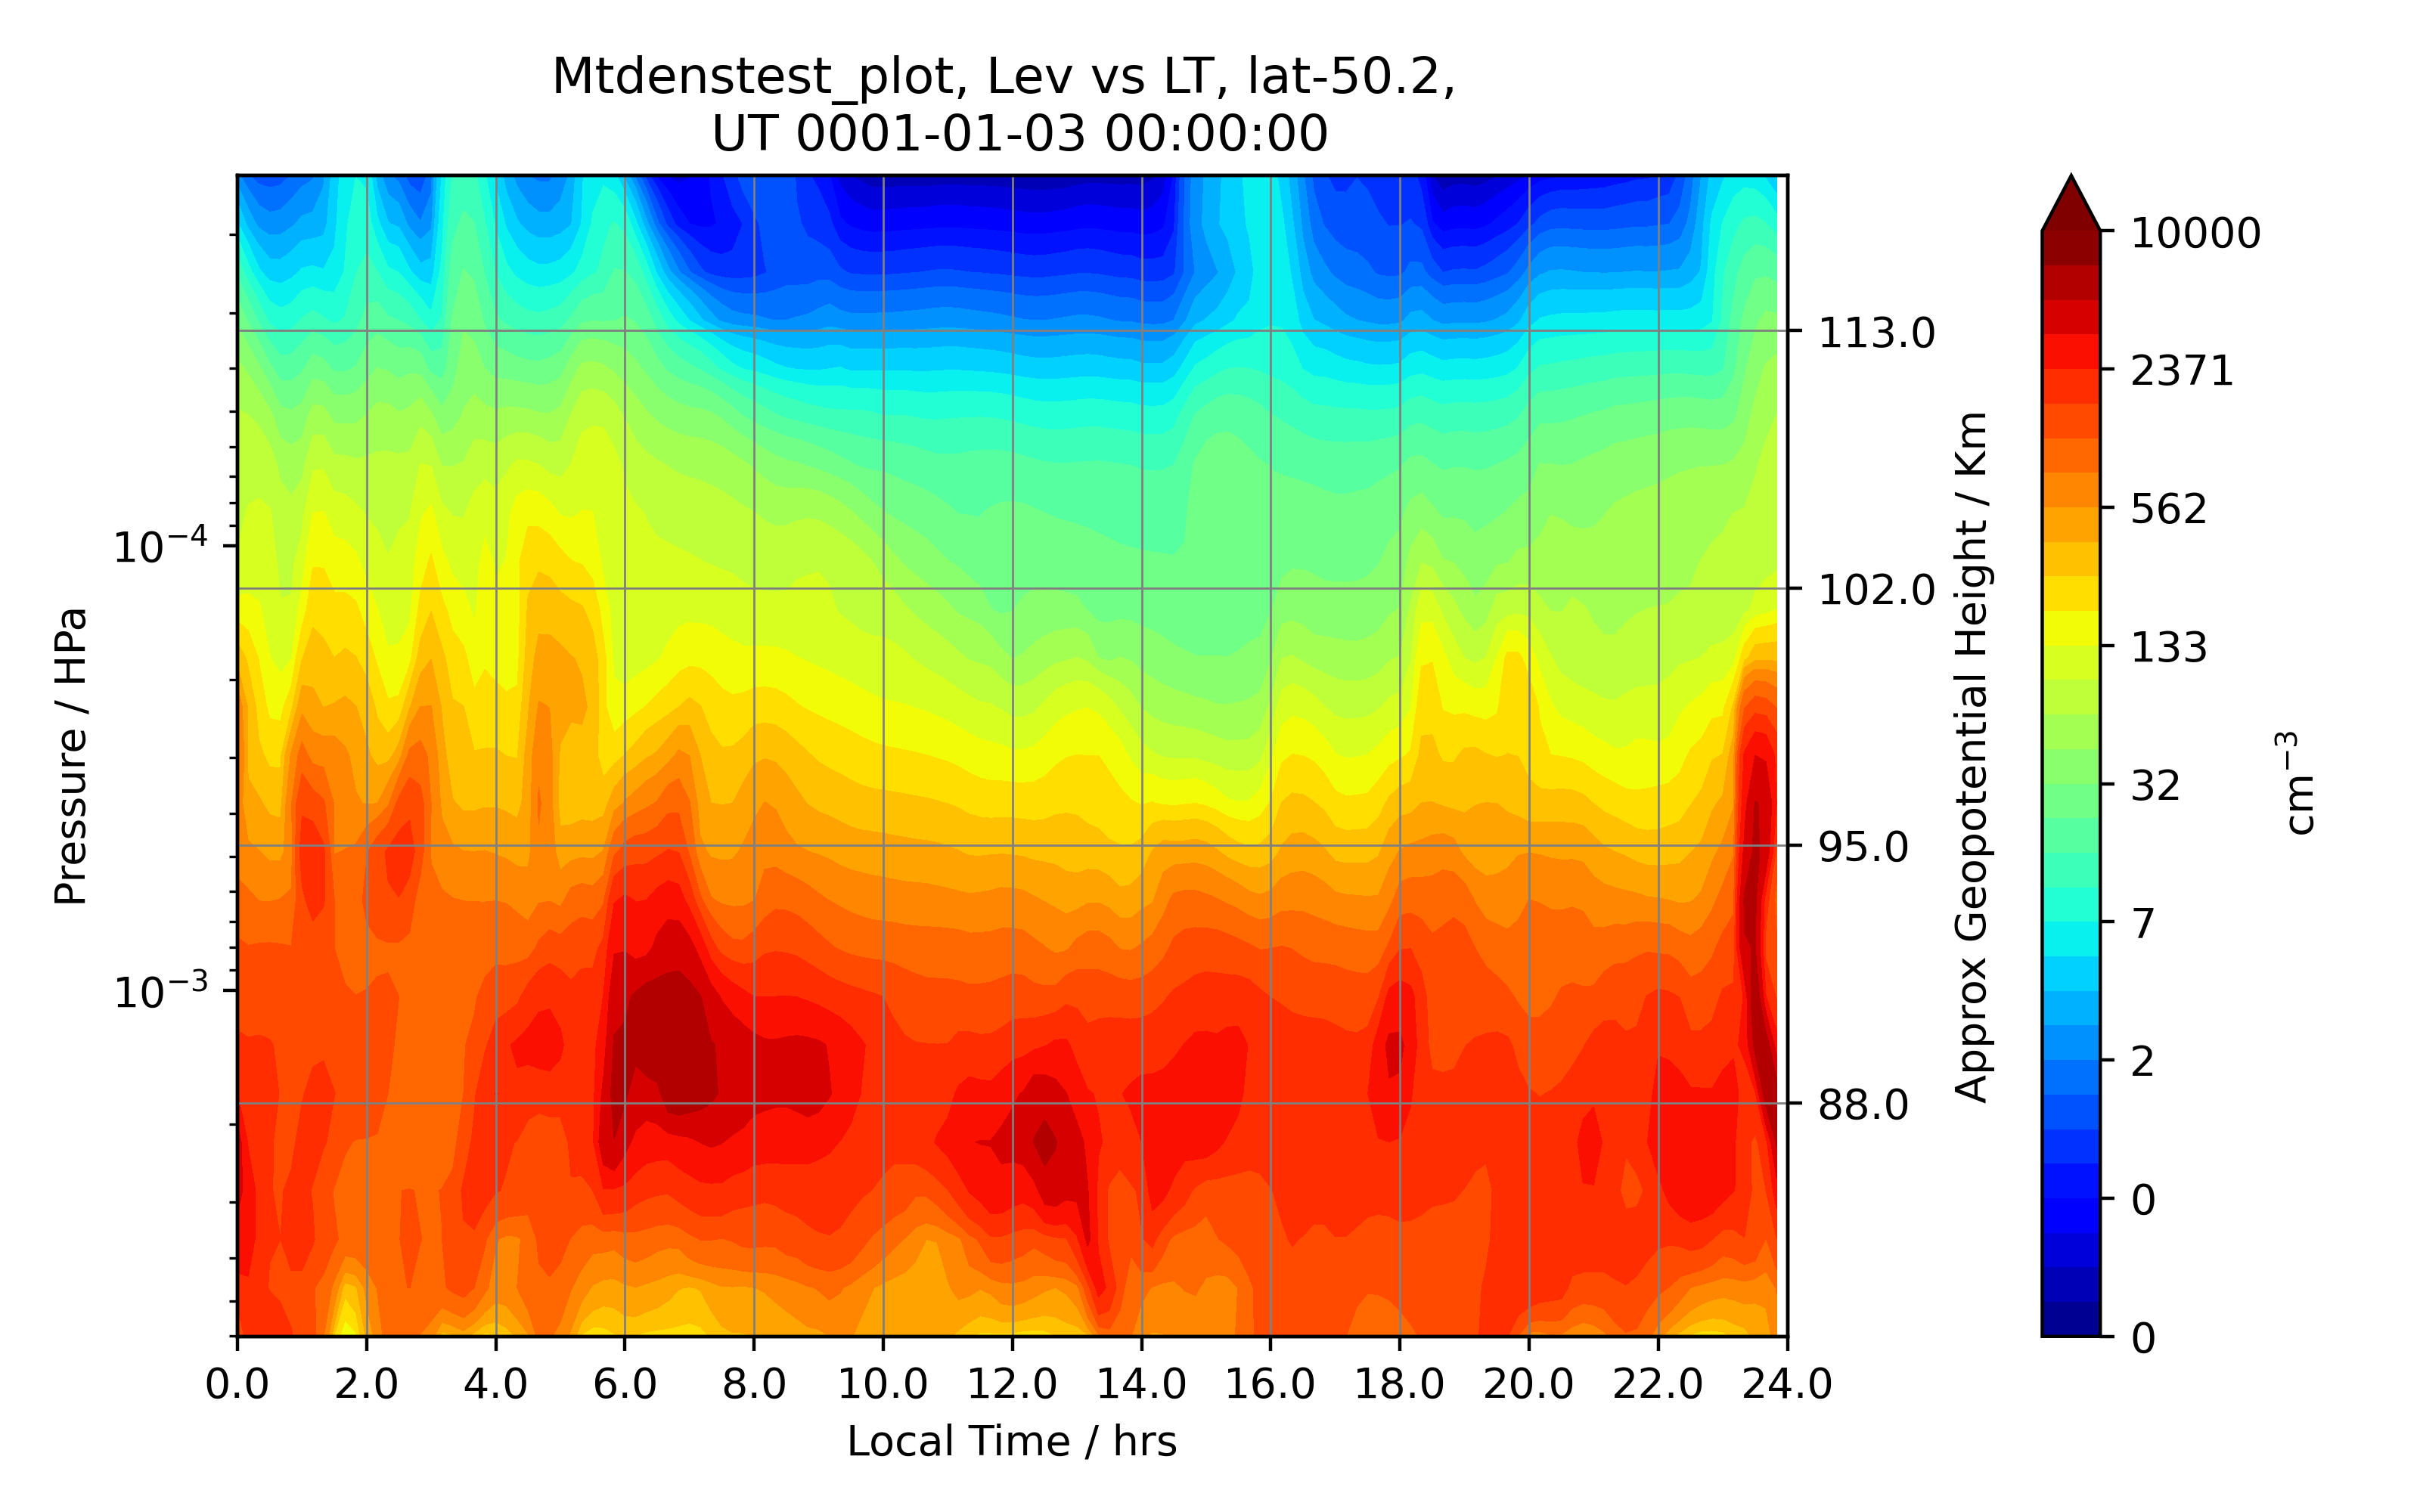 Mtdenstest_plot, Lev vs LT, lat-50.2,
UT 0001-01-03 00:00:00
Pressure / HPa
10⁻⁴
10⁻³
113.0
102.0
95.0
88.0
Approx Geopotential Height / Km
10000
2371
562
133
32
7
2
0
0
cm⁻³
0.0 2.0 4.0 6.0 8.0 10.0 12.0 14.0 16.0 18.0 20.0 22.0 24.0
Local Time / hrs